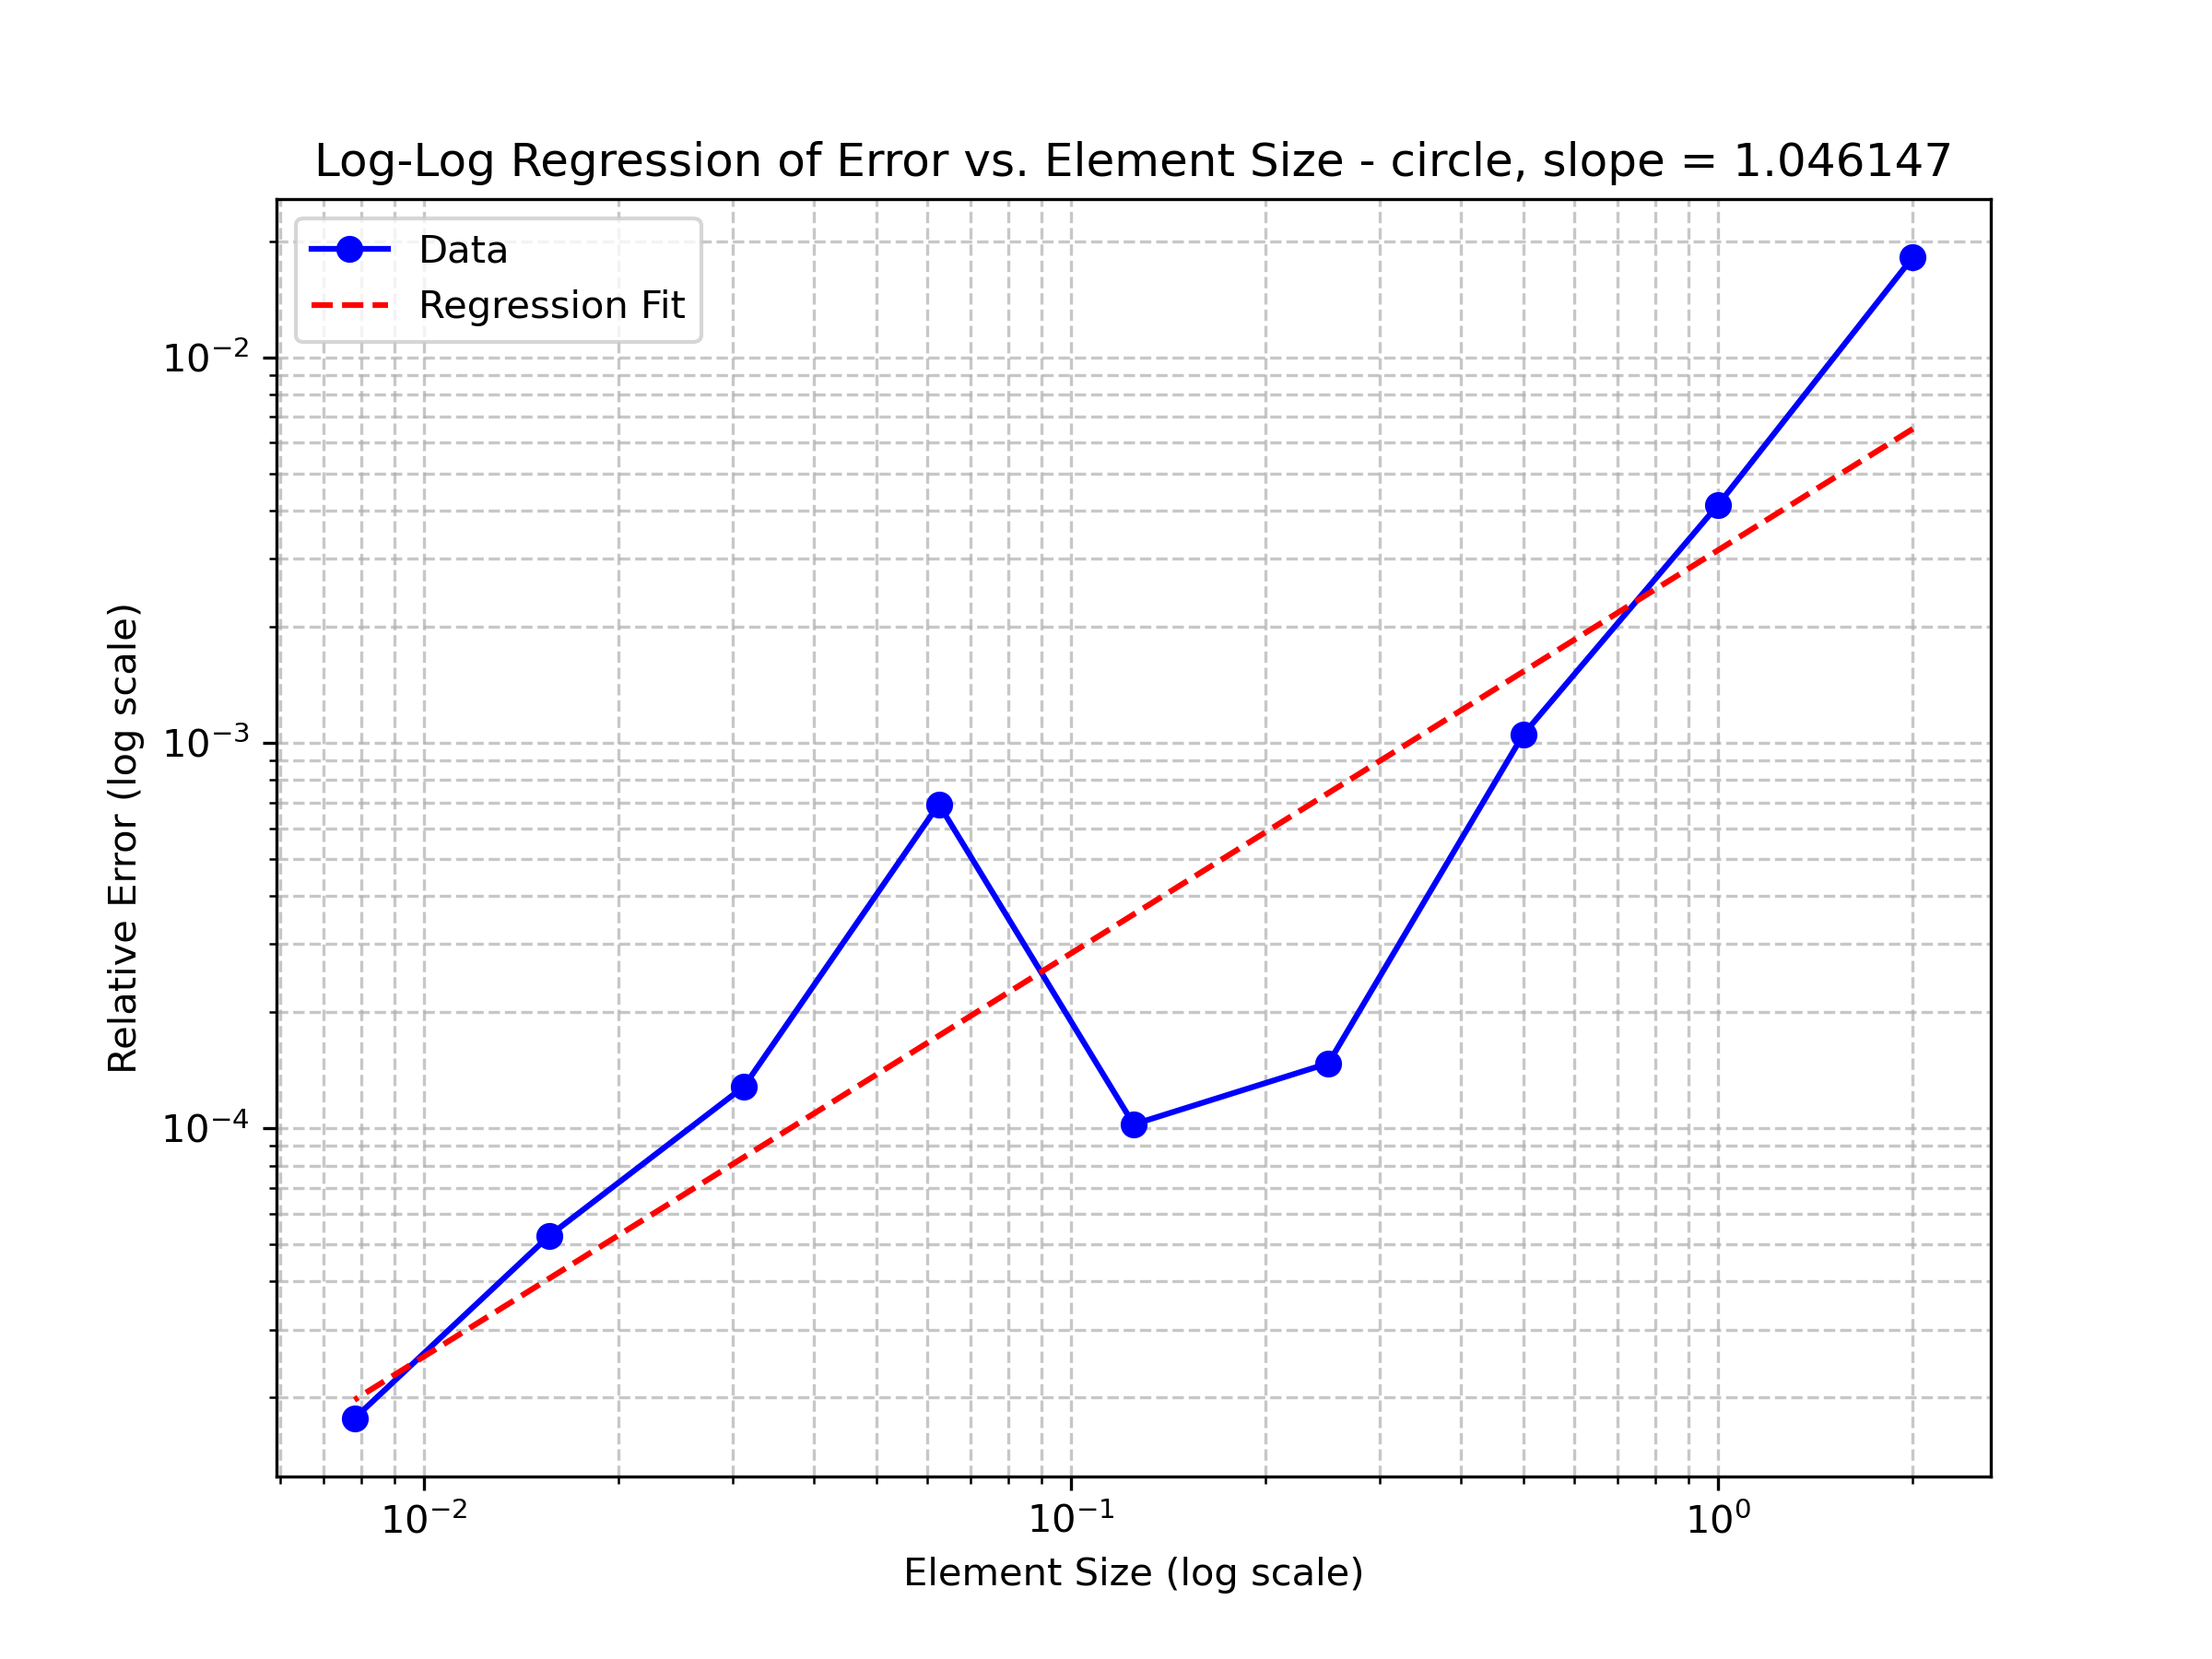 Log-Log Regression of Error vs. Element Size - circle, slope = 1.046147
Data
Regression Fit
10⁻²
10⁻³
10⁻⁴
Relative Error (log scale)
10⁻² 10⁻¹ 10⁰
Element Size (log scale)